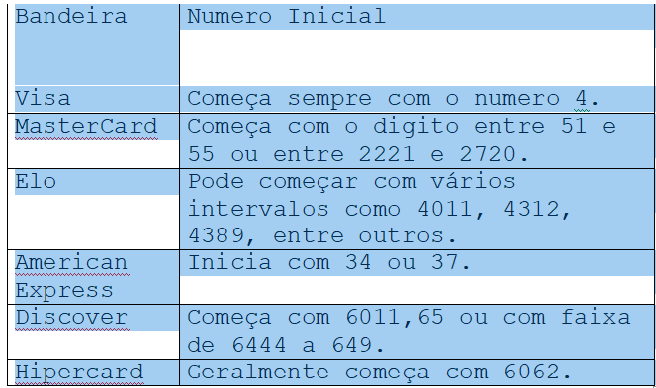 Bandeira Numero Inicial
Visa Começa sempre com o numero 4.
MasterCard Começa com o digito entre 51 e
55 ou entre 2221 e 2720.
Elo Pode começar com vários
intervalos como 4011, 4312,
4389, entre outros.
American Inicia com 34 ou 37.
Express
Discover Começa com 6011,65 ou com faixa
de 6444 a 649.
Hipercard Geralmente começa com 6062.